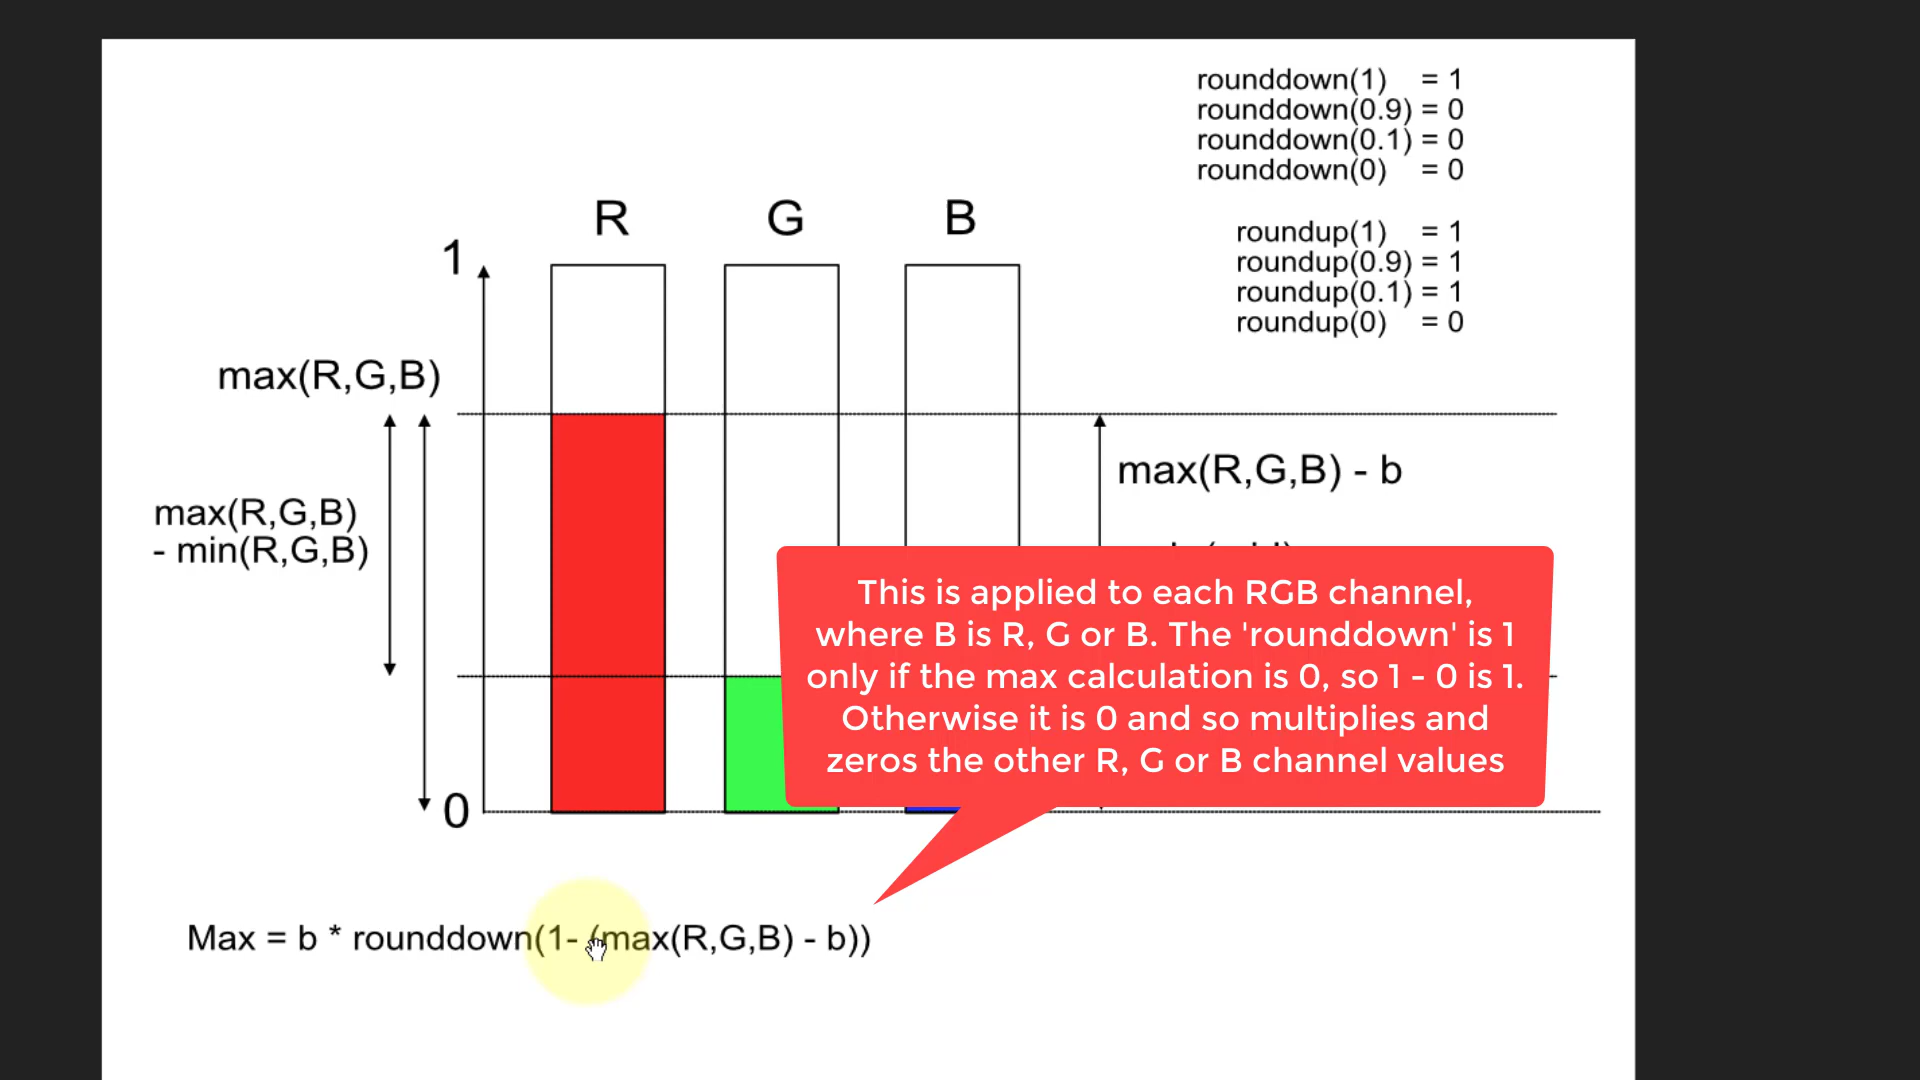 rounddown(1) = 1
rounddown(0.9) = 0
rounddown(0.1) = 0
rounddown(0) = 0
roundup(1) = 1
roundup(0.9) = 1
roundup(0.1) = 1
roundup(0) = 0
R G B
1
max(R,G,B)
max(R,G,B) - b
max(R,G,B)
- min(R,G,B)
This is applied to each RGB channel,
where B is R, G or B. The 'rounddown' is 1
only if the max calculation is 0, so 1 - 0 is 1.
Otherwise it is 0 and so multiplies and
zeros the other R, G or B channel values
0
Max = b * rounddown(1- (max(R,G,B) - b))